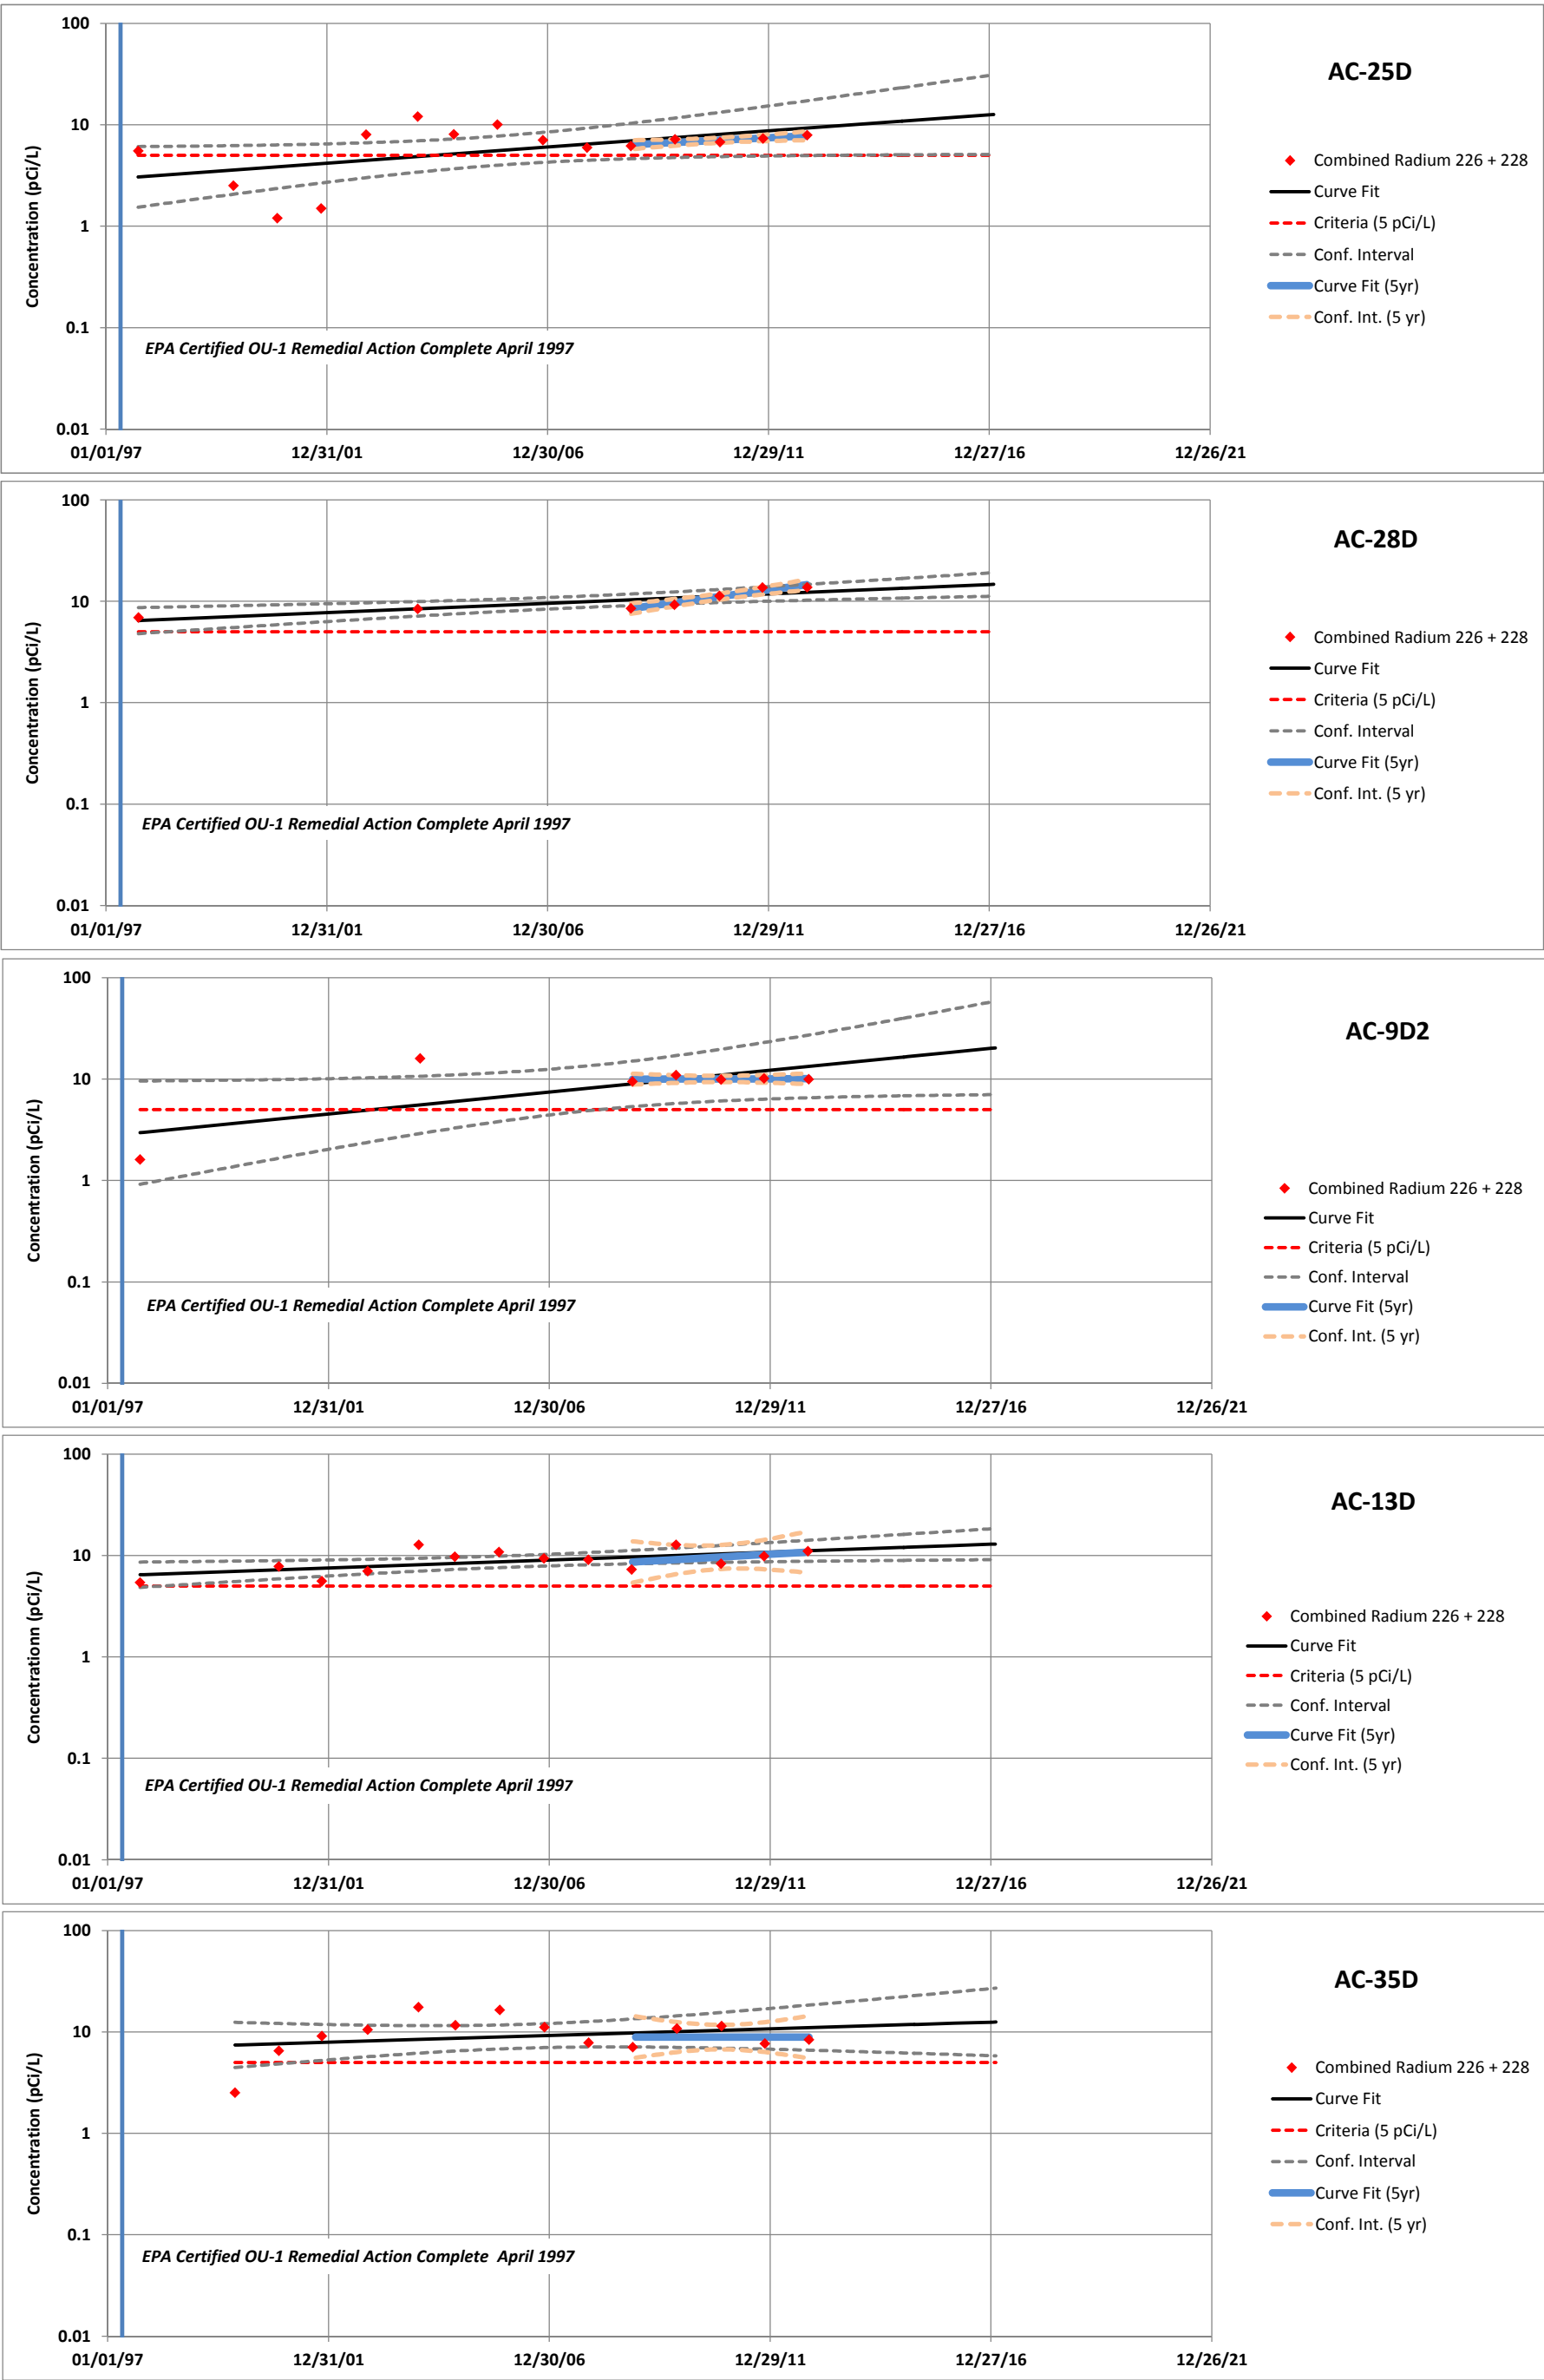 100
10
1
0.1
0.01
Concentration (pCi/L)
01/01/97 12/31/01 12/30/06 12/29/11 12/27/16 12/26/21
EPA Certified OU-1 Remedial Action Complete April 1997
AC-25D
Combined Radium 226 + 228
Curve Fit
Criteria (5 pCi/L)
Conf. Interval
Curve Fit (5yr)
Conf. Int. (5 yr)
100
10
1
0.1
0.01
Concentration (pCi/L)
01/01/97 12/31/01 12/30/06 12/29/11 12/27/16 12/26/21
EPA Certified OU-1 Remedial Action Complete April 1997
AC-28D
Combined Radium 226 + 228
Curve Fit
Criteria (5 pCi/L)
Conf. Interval
Curve Fit (5yr)
Conf. Int. (5 yr)
100
10
1
0.1
0.01
Concentration (pCi/L)
01/01/97 12/31/01 12/30/06 12/29/11 12/27/16 12/26/21
EPA Certified OU-1 Remedial Action Complete April 1997
AC-9D2
Combined Radium 226 + 228
Curve Fit
Criteria (5 pCi/L)
Conf. Interval
Curve Fit (5yr)
Conf. Int. (5 yr)
100
10
1
0.1
0.01
Concentrationn (pCi/L)
01/01/97 12/31/01 12/30/06 12/29/11 12/27/16 12/26/21
EPA Certified OU-1 Remedial Action Complete April 1997
AC-13D
Combined Radium 226 + 228
Curve Fit
Criteria (5 pCi/L)
Conf. Interval
Curve Fit (5yr)
Conf. Int. (5 yr)
100
10
1
0.1
0.01
Concentration (pCi/L)
01/01/97 12/31/01 12/30/06 12/29/11 12/27/16 12/26/21
EPA Certified OU-1 Remedial Action Complete April 1997
AC-35D
Combined Radium 226 + 228
Curve Fit
Criteria (5 pCi/L)
Conf. Interval
Curve Fit (5yr)
Conf. Int. (5 yr)